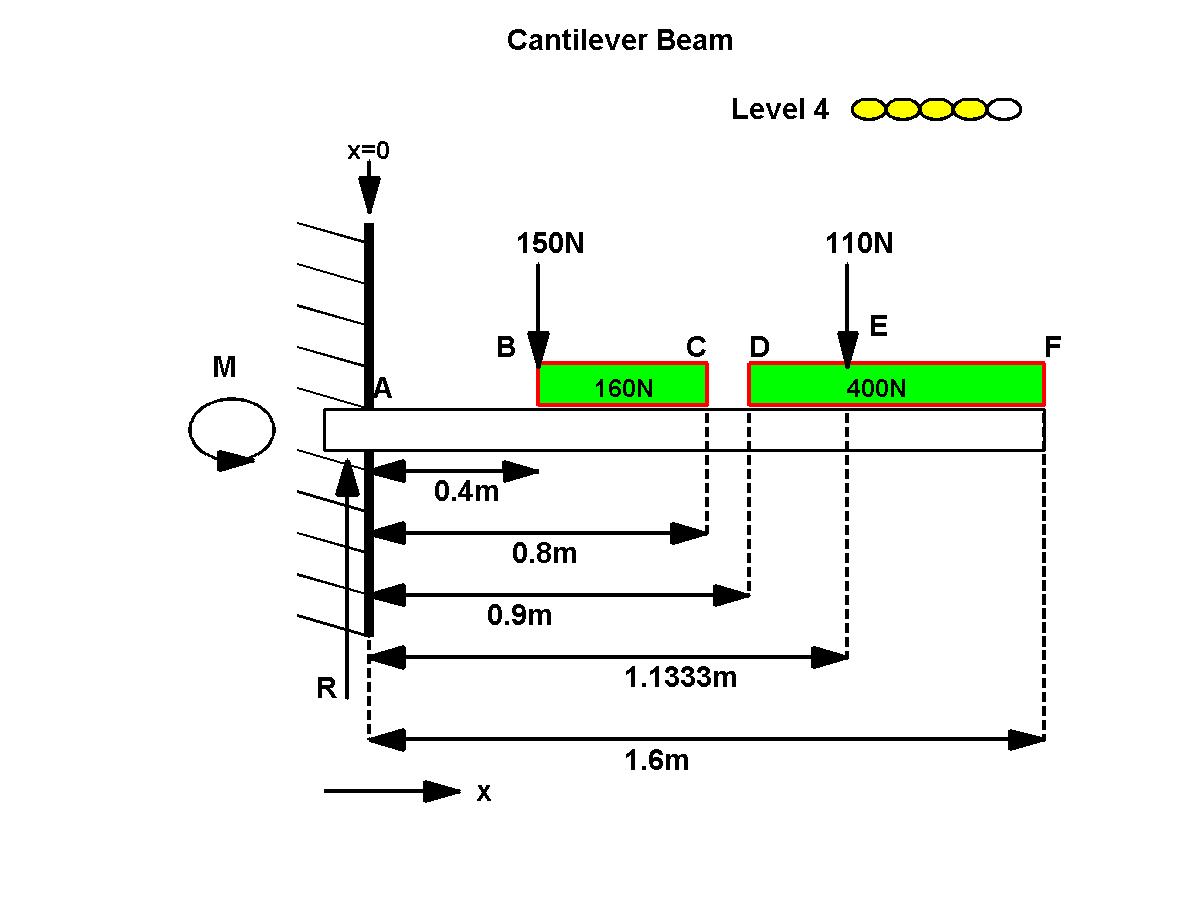 Cantilever Beam
Level 4
x=0
150N
110N
E
B
C
D
F
M
A
160N
400N
0.4m
0.8m
0.9m
1.1333m
R
1.6m
x